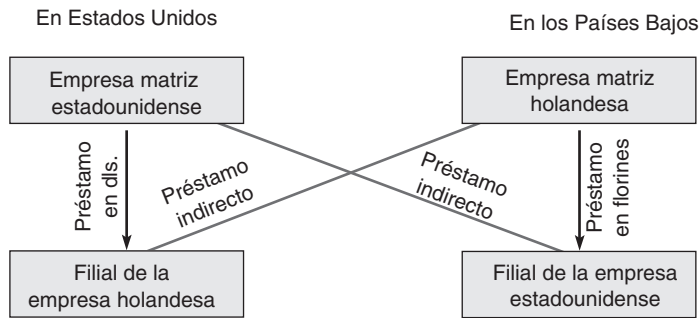 En Estados Unidos
En los Países Bajos
Empresa matriz
estadounidense
Empresa matriz
holandesa
Préstamo
en dls.
Préstamo
indirecto
Préstamo
indirecto
Préstamo
en florines
Filial de la
empresa holandesa
Filial de la empresa
estadounidense